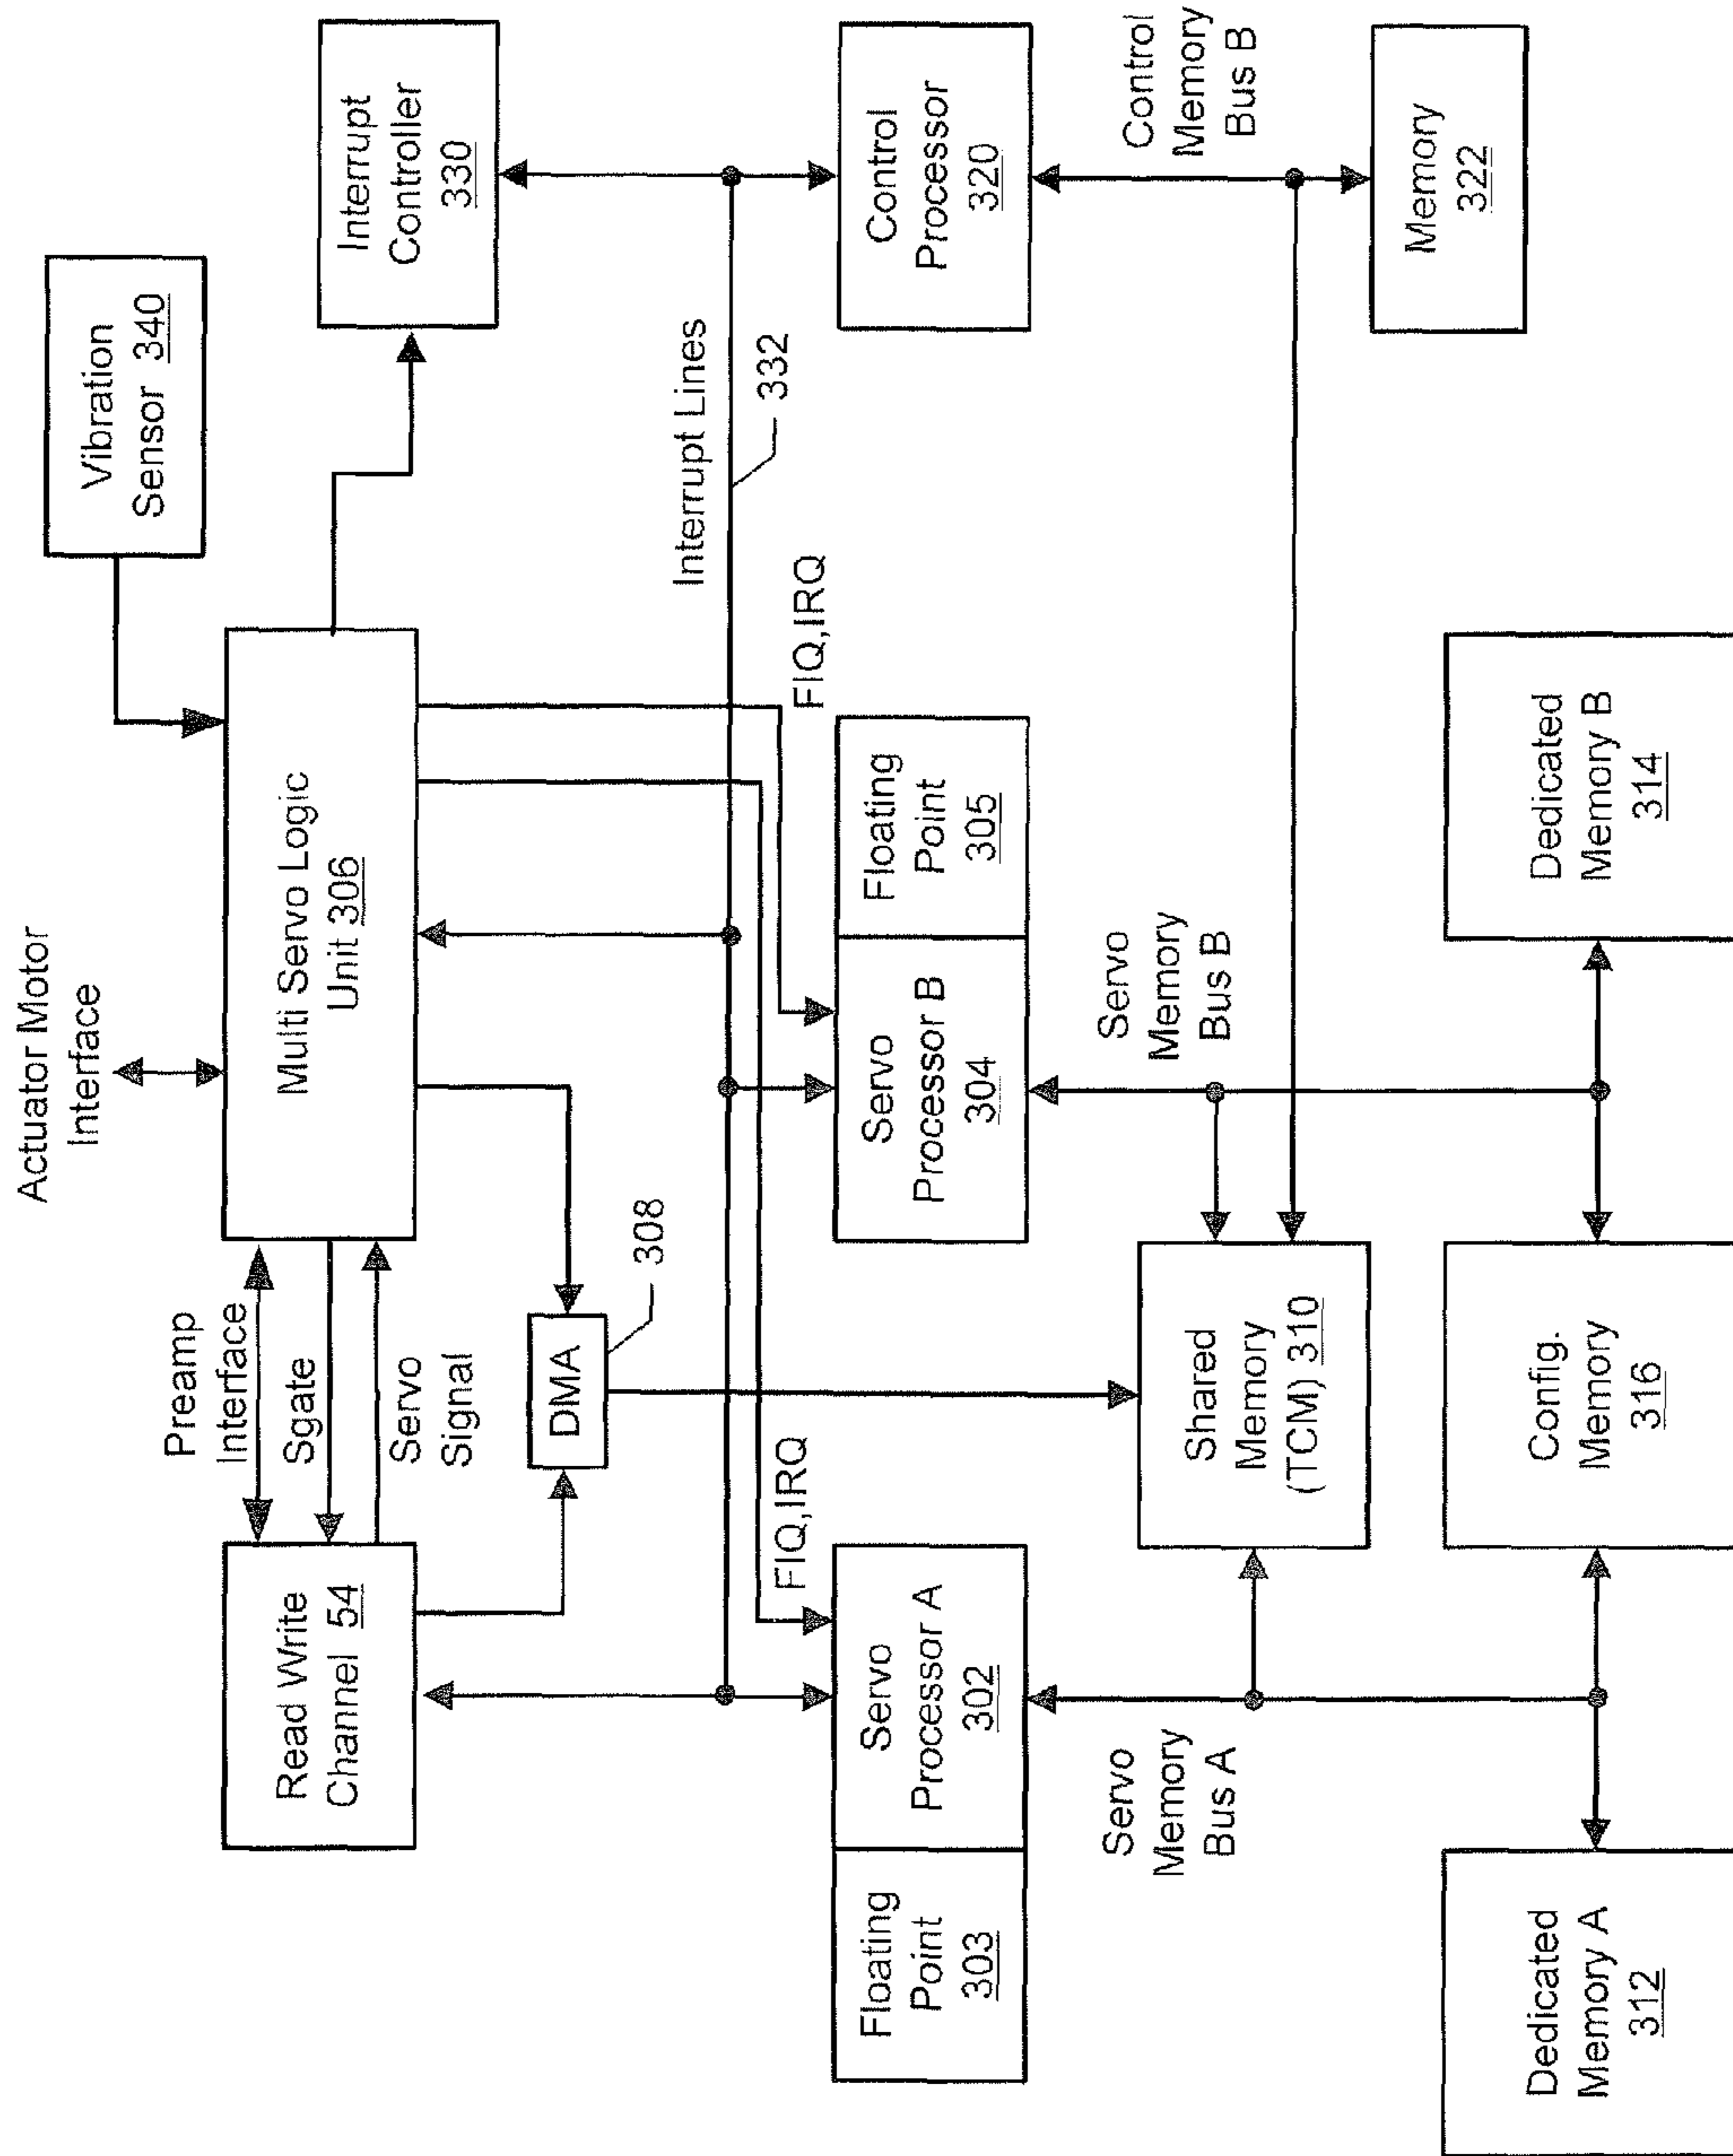 Actuator Motor
Interface
Vibration
Sensor 340
Read Write
Channel 54
Preamp
Interface
Sgate
Servo
Signal
Multi Servo Logic
Unit 306
Interrupt
Controller
330
DMA
308
Interrupt Lines
332
FIQ,IRQ
FIQ,IRQ
Floating
Point
303
Servo
Processor A
302
Servo
Processor B
304
Floating
Point
305
Control
Processor
320
Servo
Memory
Bus A
Servo
Memory
Bus B
Control
Memory
Bus B
Shared
Memory
(TCM) 310
Dedicated
Memory A
312
Config.
Memory
316
Dedicated
Memory B
314
Memory
322